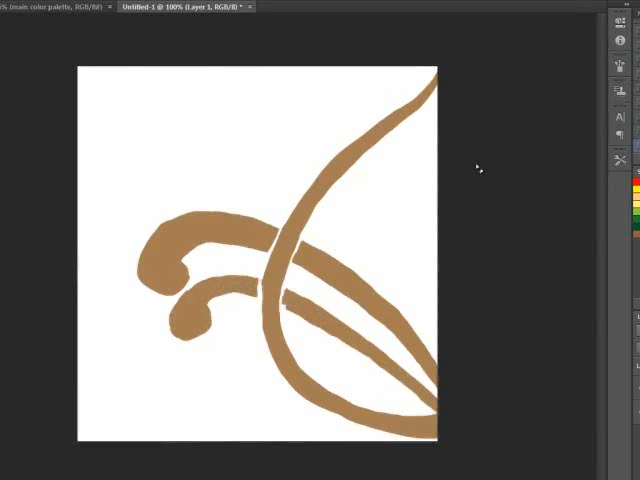 % (main color palette, RGB/8#) ×
Untitled-1 @ 100% (Layer 1, RGB/8) * ×
A|
¶